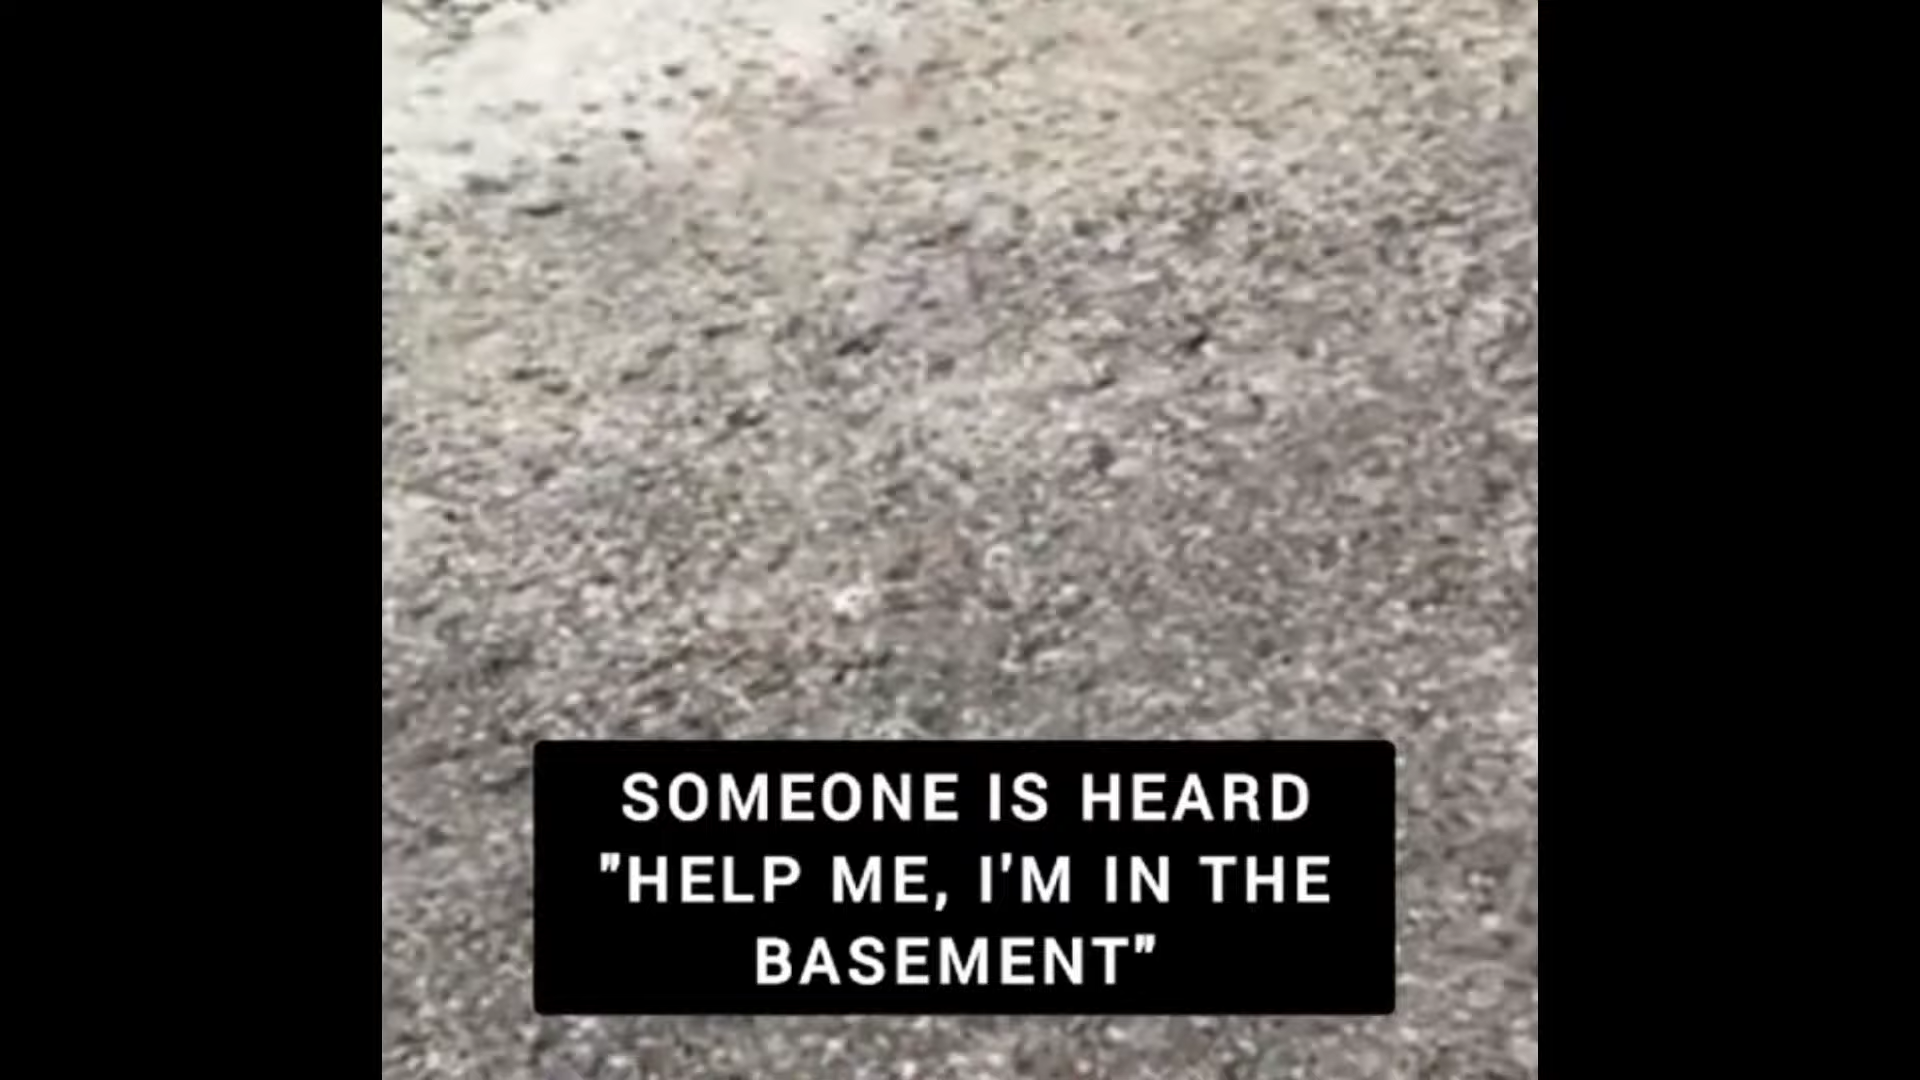 SOMEONE IS HEARD
"HELP ME, I'M IN THE
BASEMENT"